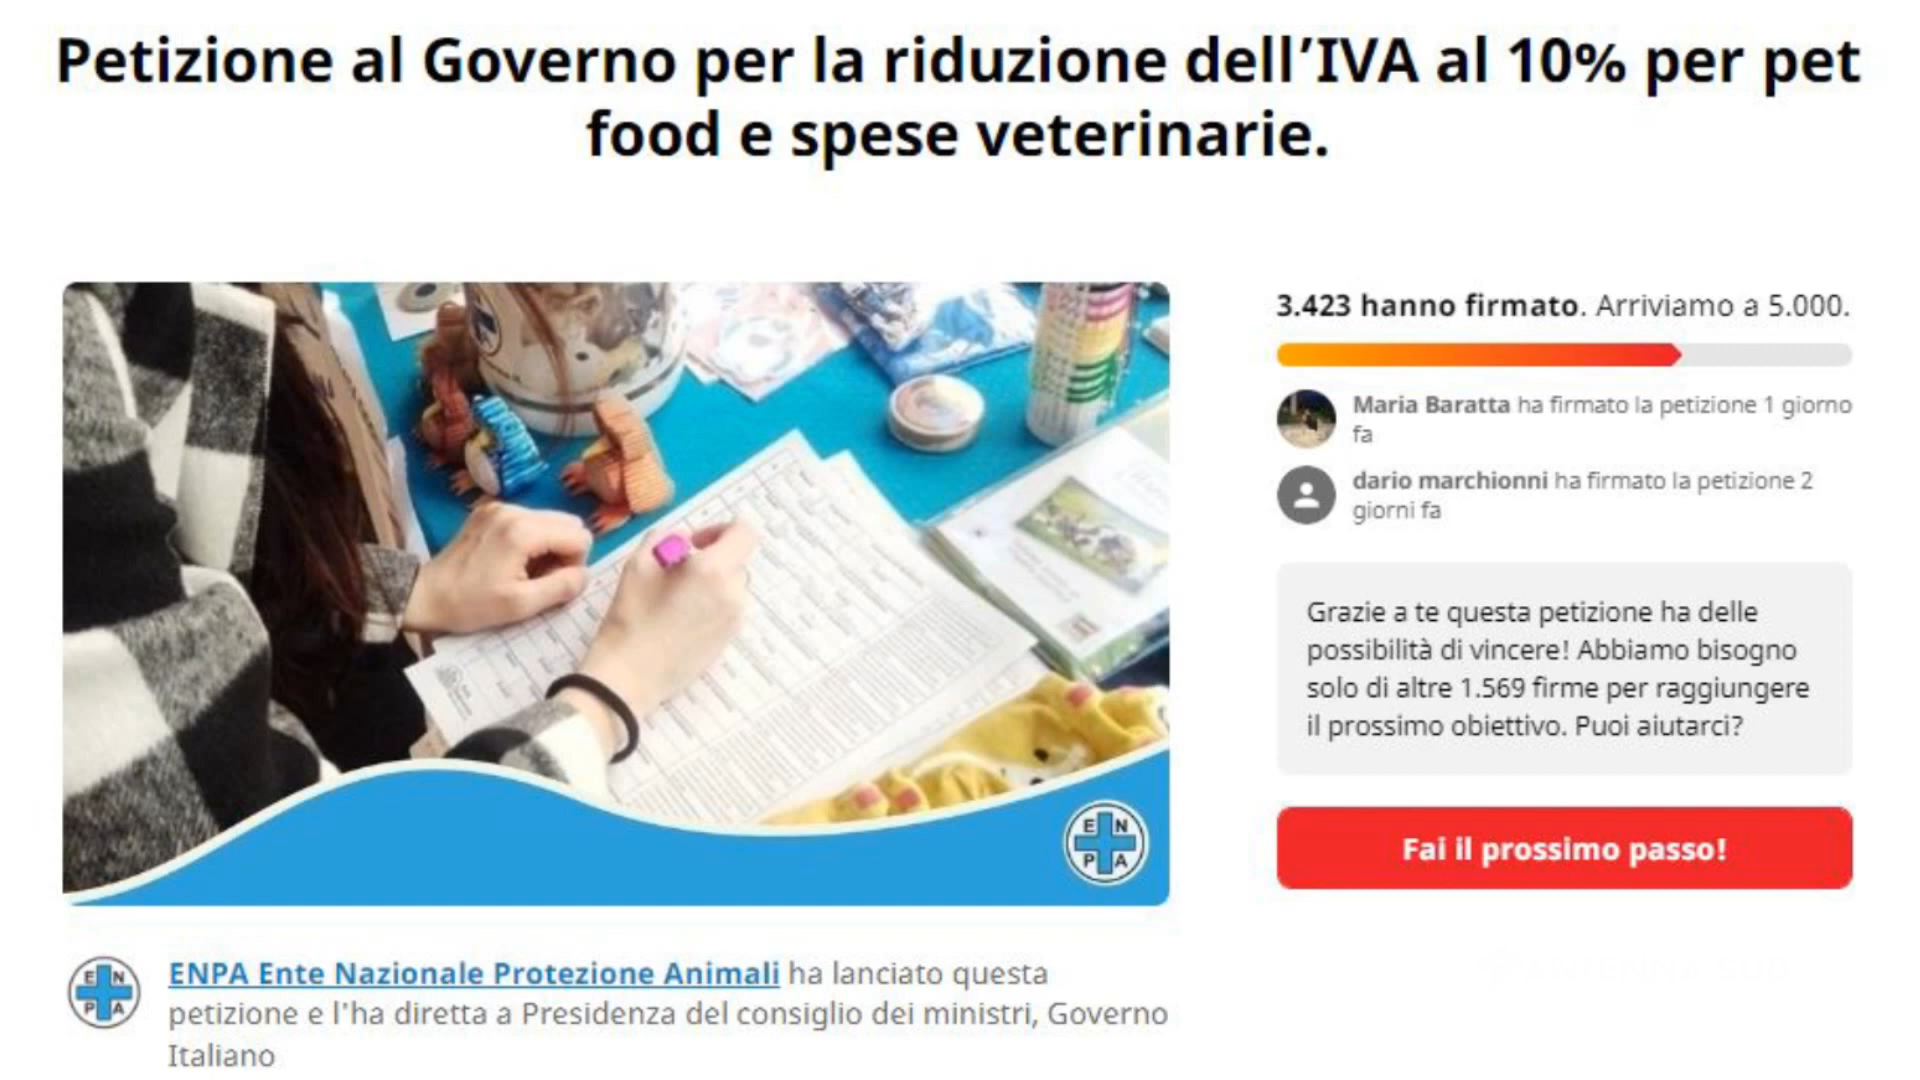 Petizione al Governo per la riduzione dell’IVA al 10% per pet
food e spese veterinarie.
3.423 hanno firmato. Arriviamo a 5.000.
Maria Baratta ha firmato la petizione 1 giorno
fa
dario marchionni ha firmato la petizione 2
giorni fa
Grazie a te questa petizione ha delle
possibilità di vincere! Abbiamo bisogno
solo di altre 1.569 firme per raggiungere
il prossimo obiettivo. Puoi aiutarci?
Fai il prossimo passo!
E N
P A
E N
P A
ENPA Ente Nazionale Protezione Animali ha lanciato questa
petizione e l'ha diretta a Presidenza del consiglio dei ministri, Governo
Italiano